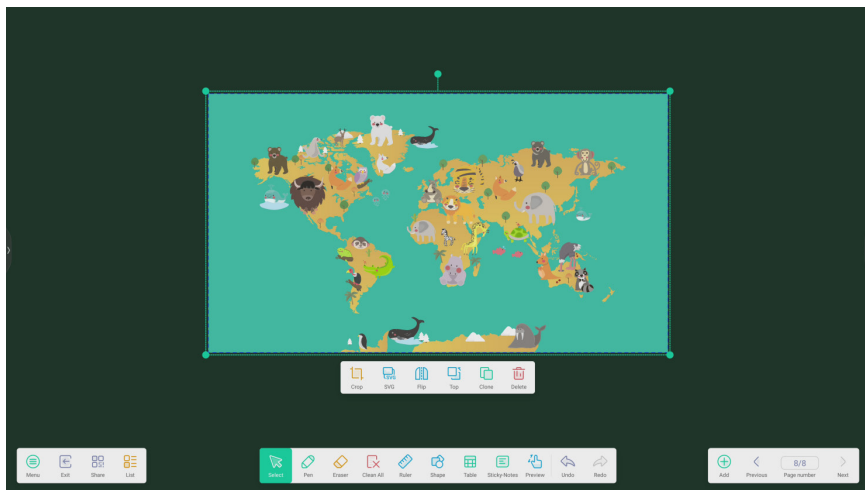 Crop SVG Flip Top Clone Delete
Menu Exit Share List Select Pen Eraser Clean All Ruler Shape Table Sticky-Notes Preview Undo Redo Add Previous 8/8 Page number Next